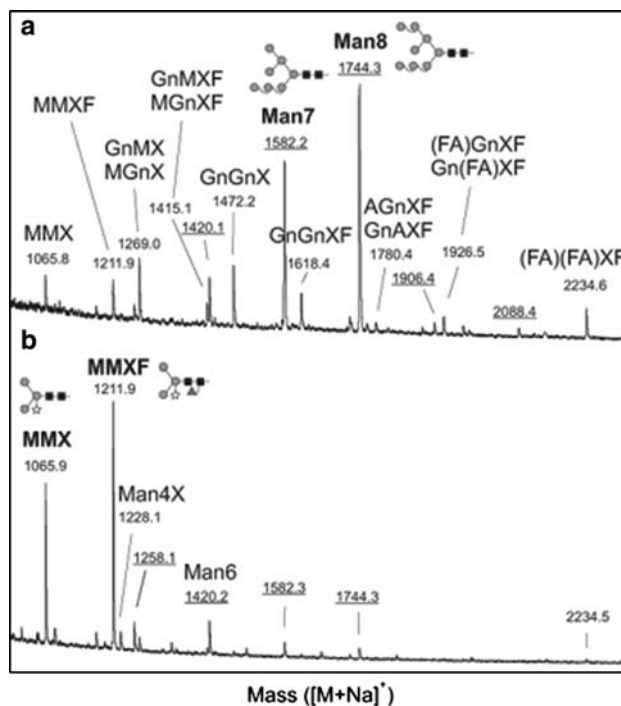 a
Man8
1744.3
GnMXF
MGnXF
MMXF
Man7
1582.2
(FA)GnXF
Gn(FA)XF
GnMX
MGnX
GnGnX
AGnXF
GnAXF
1415.1
1420.1
1472.2
MMX
1269.0
GnGnXF
1780.4
1926.5
(FA)(FA)XF
1065.8
1211.9
1618.4
1906.4
2234.6
2088.4
b
MMXF
1211.9
MMX
1065.9
Man4X
1228.1
1258.1
Man6
1420.2
1582.3
1744.3
2234.5
Mass ([M+Na]+)